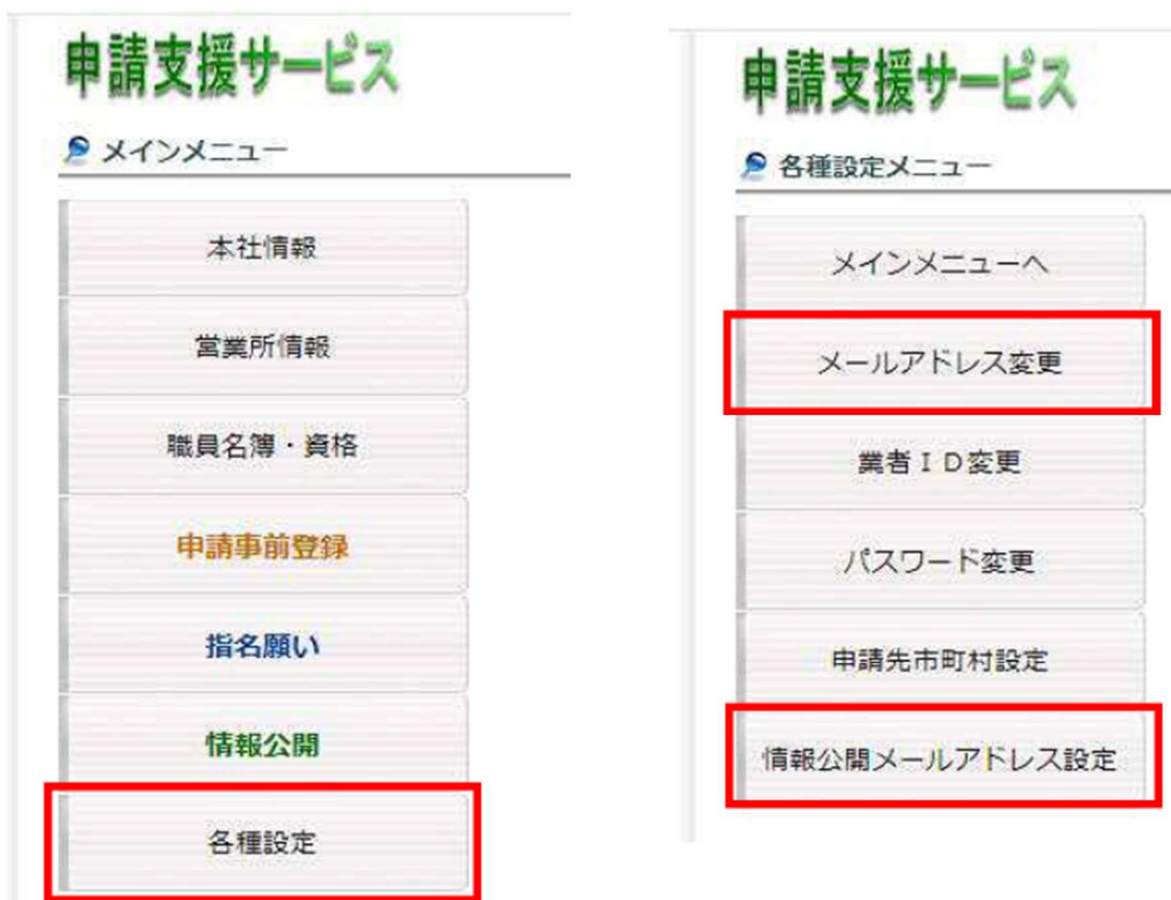 申請支援サービス
メインメニュー
本社情報
営業所情報
職員名簿・資格
申請事前登録
指名願い
情報公開
各種設定
申請支援サービス
各種設定メニュー
メインメニューへ
メールアドレス変更
業者ＩＤ変更
パスワード変更
申請先市町村設定
情報公開メールアドレス設定